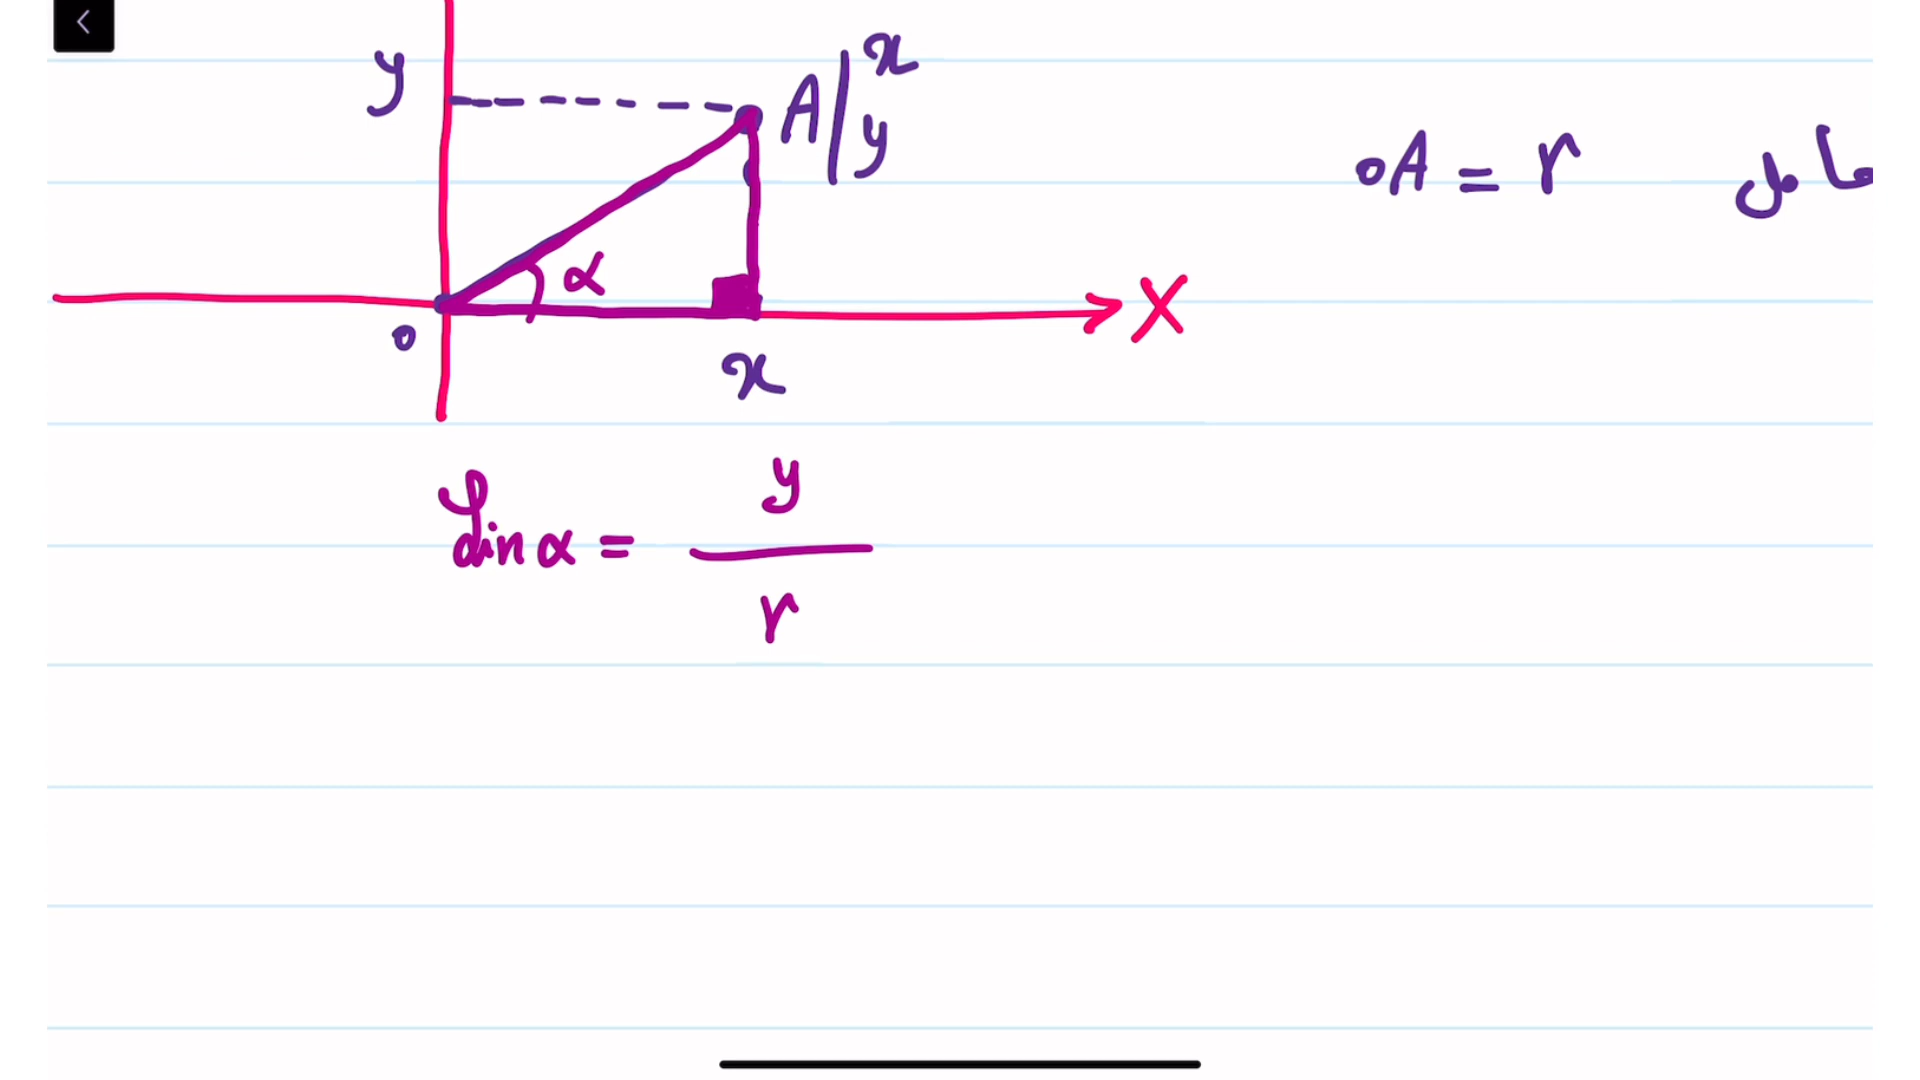 y
A | x
y
OA = r
α
X
o
x
sin α = y / r